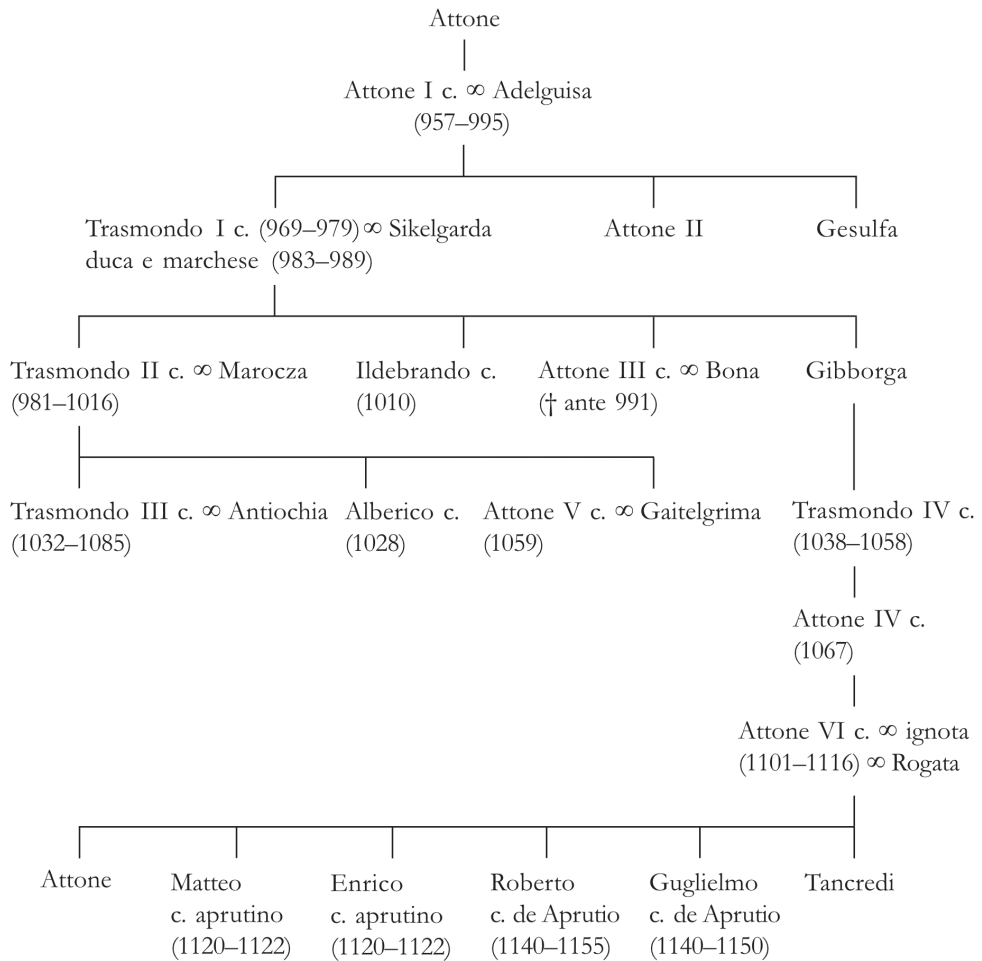 Attone
Attone I c. ∞ Adelguisa
(957–995)
Trasmondo I c. (969–979) ∞ Sikelgarda
duca e marchese (983–989)
Attone II
Gesulfa
Trasmondo II c. ∞ Marocza
(981–1016)
Ildebrando c.
(1010)
Attone III c. ∞ Bona
(† ante 991)
Gibborga
Trasmondo III c. ∞ Antiochia
(1032–1085)
Alberico c.
(1028)
Attone V c. ∞ Gaitelgrima
(1059)
Trasmondo IV c.
(1038–1058)
Attone IV c.
(1067)
Attone VI c. ∞ ignota
(1101–1116) ∞ Rogata
Attone
Matteo
c. aprutino
(1120–1122)
Enrico
c. aprutino
(1120–1122)
Roberto
c. de Aprutio
(1140–1155)
Guglielmo
c. de Aprutio
(1140–1150)
Tancredi